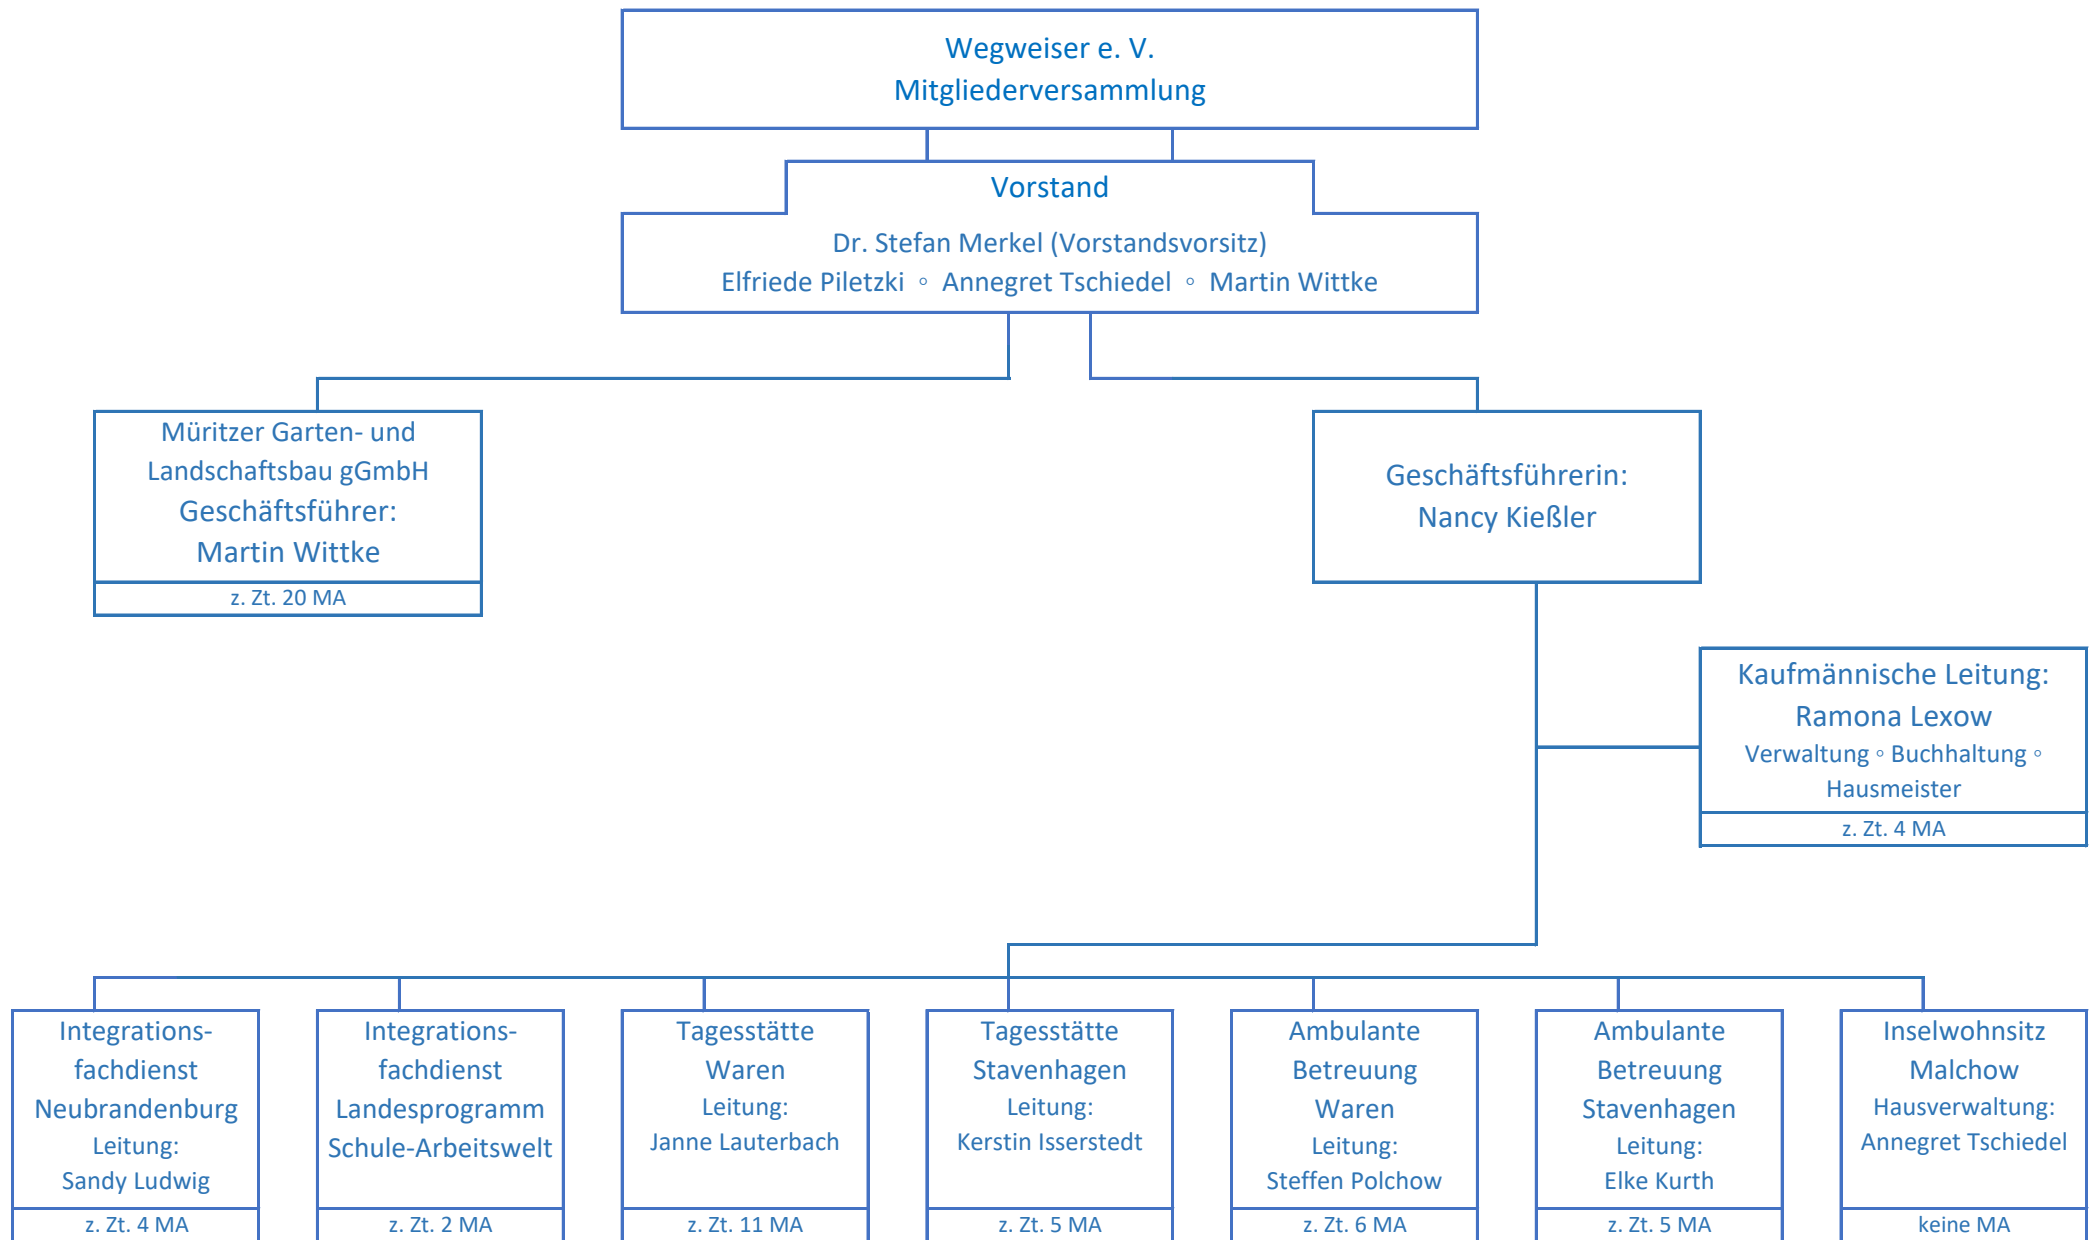 Wegweiser e. V.
Mitgliederversammlung
Vorstand
Dr. Stefan Merkel (Vorstandsvorsitz)
Elfriede Piletzki ◦ Annegret Tschiedel ◦ Martin Wittke
Müritzer Garten- und
Landschaftsbau gGmbH
Geschäftsführer:
Martin Wittke
z. Zt. 20 MA
Geschäftsführerin:
Nancy Kießler
Kaufmännische Leitung:
Ramona Lexow
Verwaltung ◦ Buchhaltung ◦
Hausmeister
z. Zt. 4 MA
Integrations-
fachdienst
Neubrandenburg
Leitung:
Sandy Ludwig
z. Zt. 4 MA
Integrations-
fachdienst
Landesprogramm
Schule-Arbeitswelt
z. Zt. 2 MA
Tagesstätte
Waren
Leitung:
Janne Lauterbach
z. Zt. 11 MA
Tagesstätte
Stavenhagen
Leitung:
Kerstin Isserstedt
z. Zt. 5 MA
Ambulante
Betreuung
Waren
Leitung:
Steffen Polchow
z. Zt. 6 MA
Ambulante
Betreuung
Stavenhagen
Leitung:
Elke Kurth
z. Zt. 5 MA
Inselwohnsitz
Malchow
Hausverwaltung:
Annegret Tschiedel
keine MA